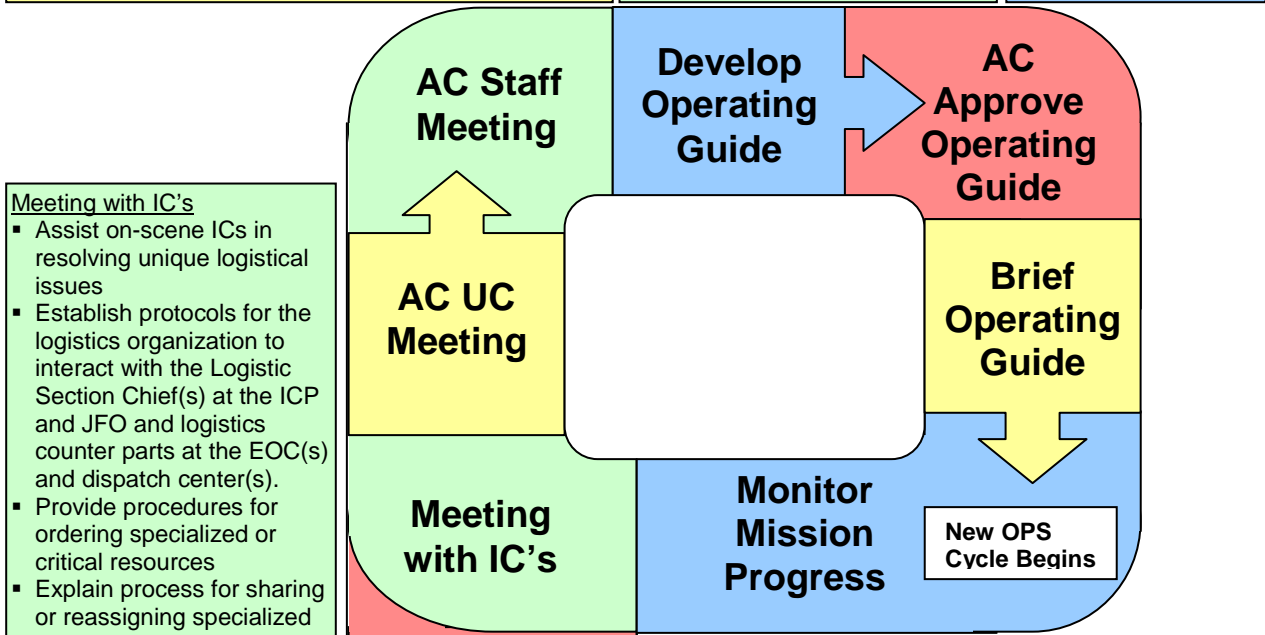 AC Staff
Meeting
Develop
Operating
Guide
AC
Approve
Operating
Guide
Meeting with IC's
▪ Assist on-scene ICs in
resolving unique logistical
issues
▪ Establish protocols for the
logistics organization to
interact with the Logistic
Section Chief(s) at the ICP
and JFO and logistics
counter parts at the EOC(s)
and dispatch center(s).
▪ Provide procedures for
ordering specialized or
critical resources
▪ Explain process for sharing
or reassigning specialized
AC UC
Meeting
Brief
Operating
Guide
Meeting
with IC's
Monitor
Mission
Progress
New OPS
Cycle Begins